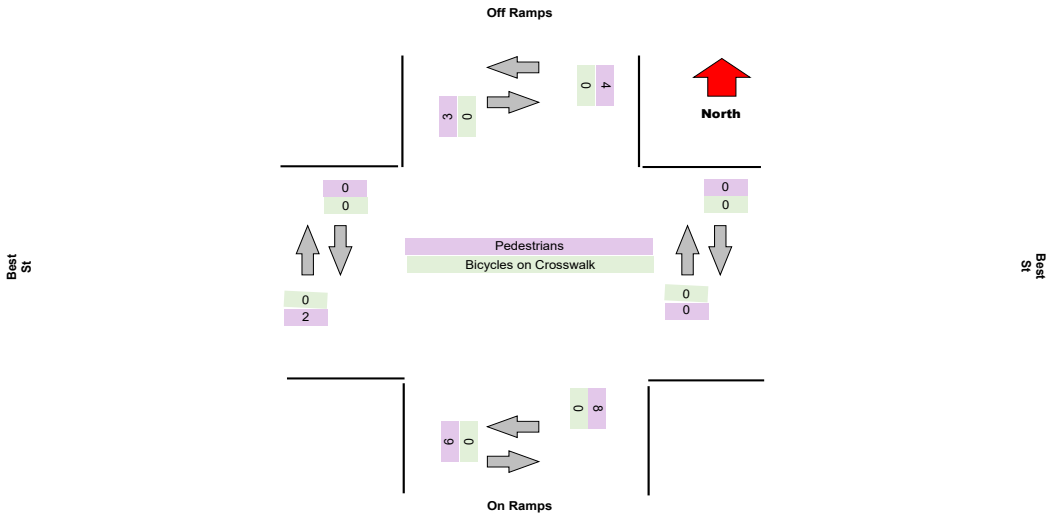 Off Ramps
0 4
3 0
North
0
0
0
0
Best
St
Pedestrians
Bicycles on Crosswalk
Best
St
0
2
0
0
0 8
6 0
On Ramps